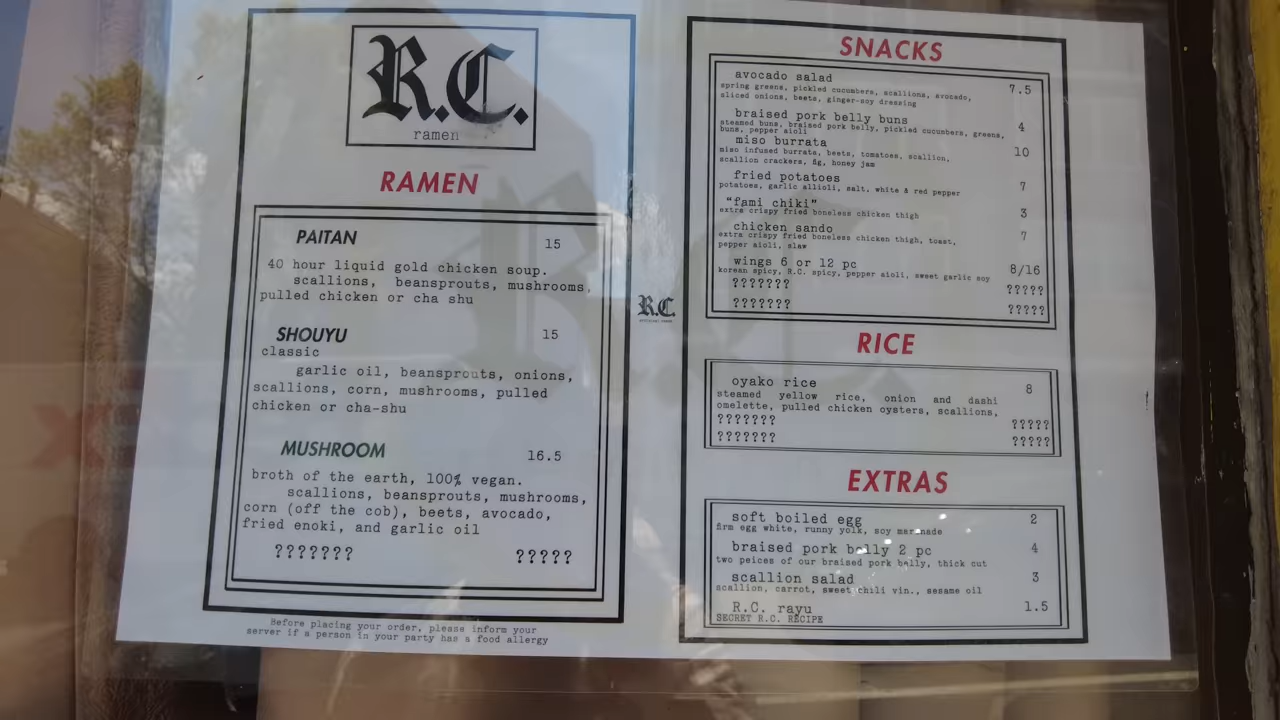 R.C.
ramen
RAMEN
PAITAN 15
40 hour liquid gold chicken soup.
scallions, beansprouts, mushrooms,
pulled chicken or cha shu
SHOUYU 15
classic
garlic oil, beansprouts, onions,
scallions, corn, mushrooms, pulled
chicken or cha-shu
MUSHROOM 16.5
broth of the earth, 100% vegan.
scallions, beansprouts, mushrooms,
corn (off the cob), beets, avocado,
fried enoki, and garlic oil
??????? ?????
Before placing your order, please inform your
server if a person in your party has a food allergy
R.C.
SNACKS
avocado salad 7.5
spring greens, pickled cucumbers, scallions, avocado,
sliced onions, beets, ginger-soy dressing
braised pork belly buns 4
steamed buns, braised pork belly, pickled cucumbers, greens,
buns, pepper aioli
miso burrata 10
miso infused burrata, beets, tomatoes, scallion,
scallion crackers, fig, honey jam
fried potatoes 7
potatoes, garlic allioli, salt, white & red pepper
"fami chiki" 3
extra crispy fried boneless chicken thigh
chicken sando 7
extra crispy fried boneless chicken thigh, toast,
pepper aioli, slaw
wings 6 or 12 pc 8/16
korean spicy, R.C. spicy, pepper aioli, sweet garlic soy
??????? ?????
??????? ?????
RICE
oyako rice 8
steamed yellow rice, onion and dashi
omelette, pulled chicken oysters, scallions,
??????? ?????
??????? ?????
EXTRAS
soft boiled egg 2
firm egg white, runny yolk, soy marinade
braised pork belly 2 pc 4
two peices of our braised pork belly, thick cut
scallion salad 3
scallion, carrot, sweet chili vin., sesame oil
R.C. rayu 1.5
SECRET R.C. RECIPE